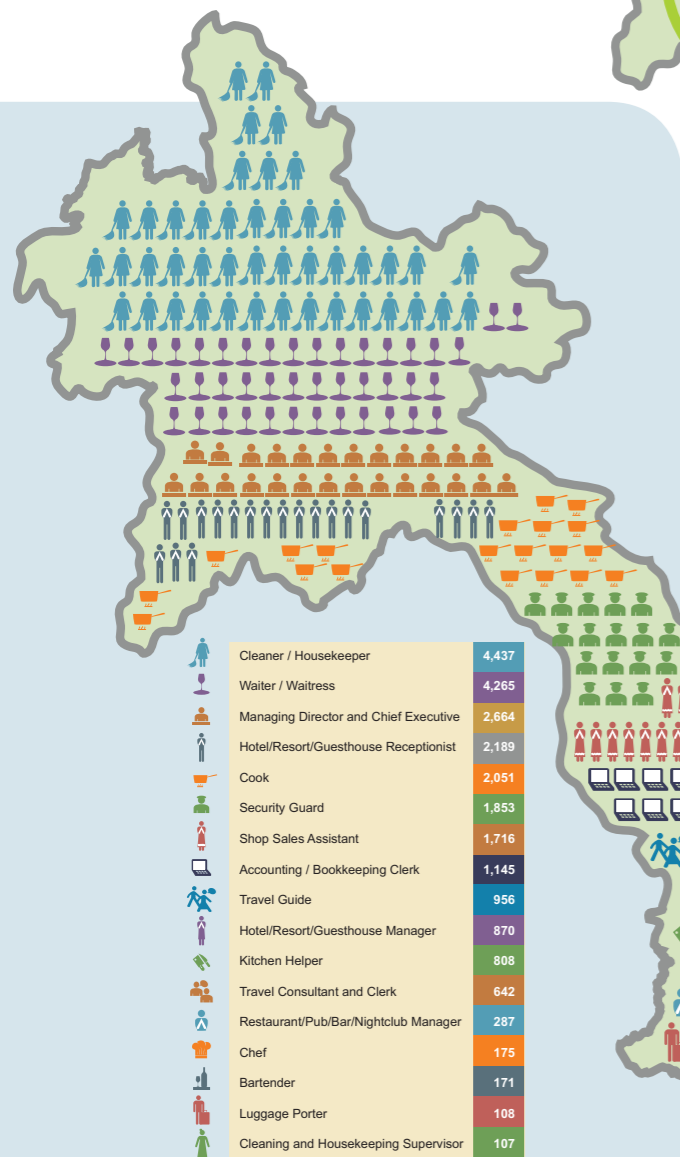 Cleaner / Housekeeper 4,437
Waiter / Waitress 4,265
Managing Director and Chief Executive 2,664
Hotel/Resort/Guesthouse Receptionist 2,189
Cook 2,051
Security Guard 1,853
Shop Sales Assistant 1,716
Accounting / Bookkeeping Clerk 1,145
Travel Guide 956
Hotel/Resort/Guesthouse Manager 870
Kitchen Helper 808
Travel Consultant and Clerk 642
Restaurant/Pub/Bar/Nightclub Manager 287
Chef 175
Bartender 171
Luggage Porter 108
Cleaning and Housekeeping Supervisor 107